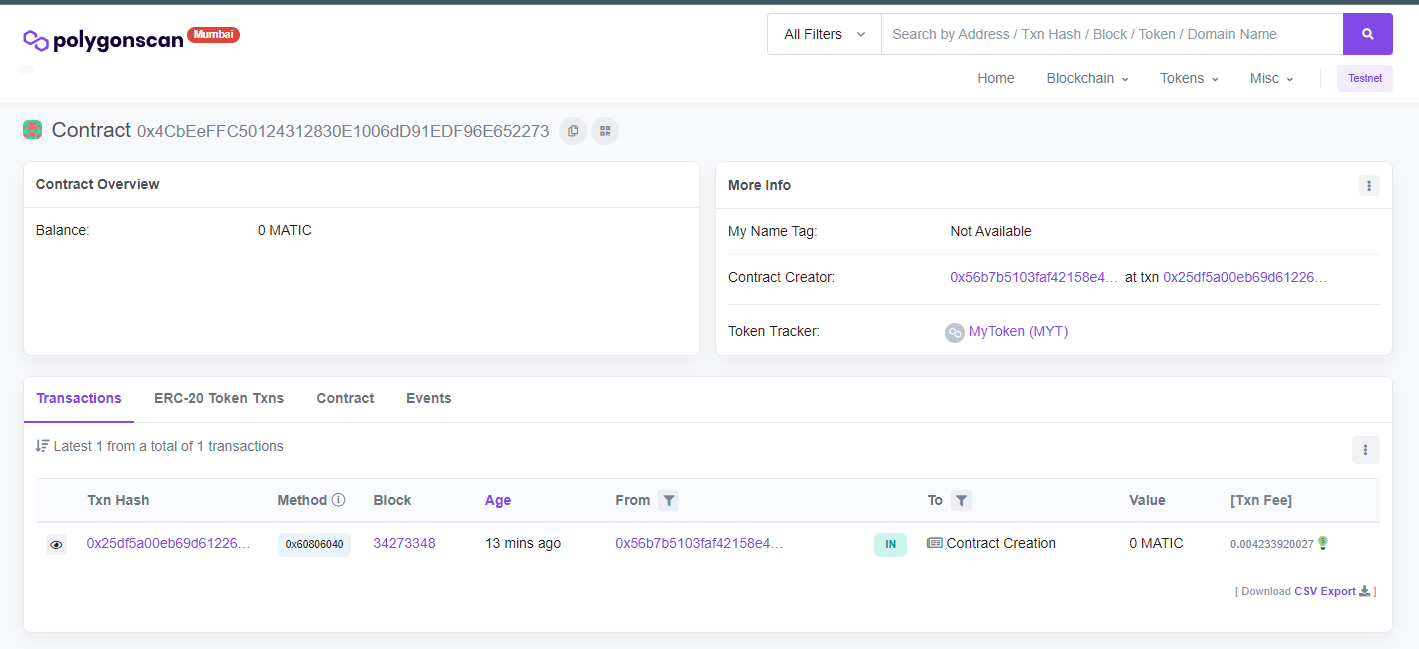 polygonscan Mumbai
All Filters Search by Address / Txn Hash / Block / Token / Domain Name
Home Blockchain Tokens Misc Testnet
Contract 0x4CbEeFFC50124312830E1006dD91EDF96E652273
Contract Overview
Balance: 0 MATIC
More Info
My Name Tag: Not Available
Contract Creator: 0x56b7b5103faf42158e4... at txn 0x25df5a00eb69d61226...
Token Tracker: MyToken (MYT)
Transactions ERC-20 Token Txns Contract Events
Latest 1 from a total of 1 transactions
Txn Hash Method Block Age From To Value [Txn Fee]
0x25df5a00eb69d61226... 0x60806040 34273348 13 mins ago 0x56b7b5103faf42158e4... IN Contract Creation 0 MATIC 0.004233920027
[ Download CSV Export ]